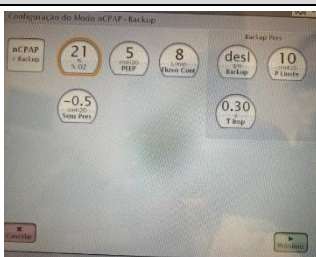 Configuração do Modo nCPAP - Backup
Backup Pres
nCPAP
- Backup
21
%
% O2
5
cmH2O
PEEP
8
L/min
Fluxo Cont
desl
Backup
10
cmH2O
P Limite
-0.5
cmH2O
Sens Pres
0.30
T Insp
Cancelar
Próximo